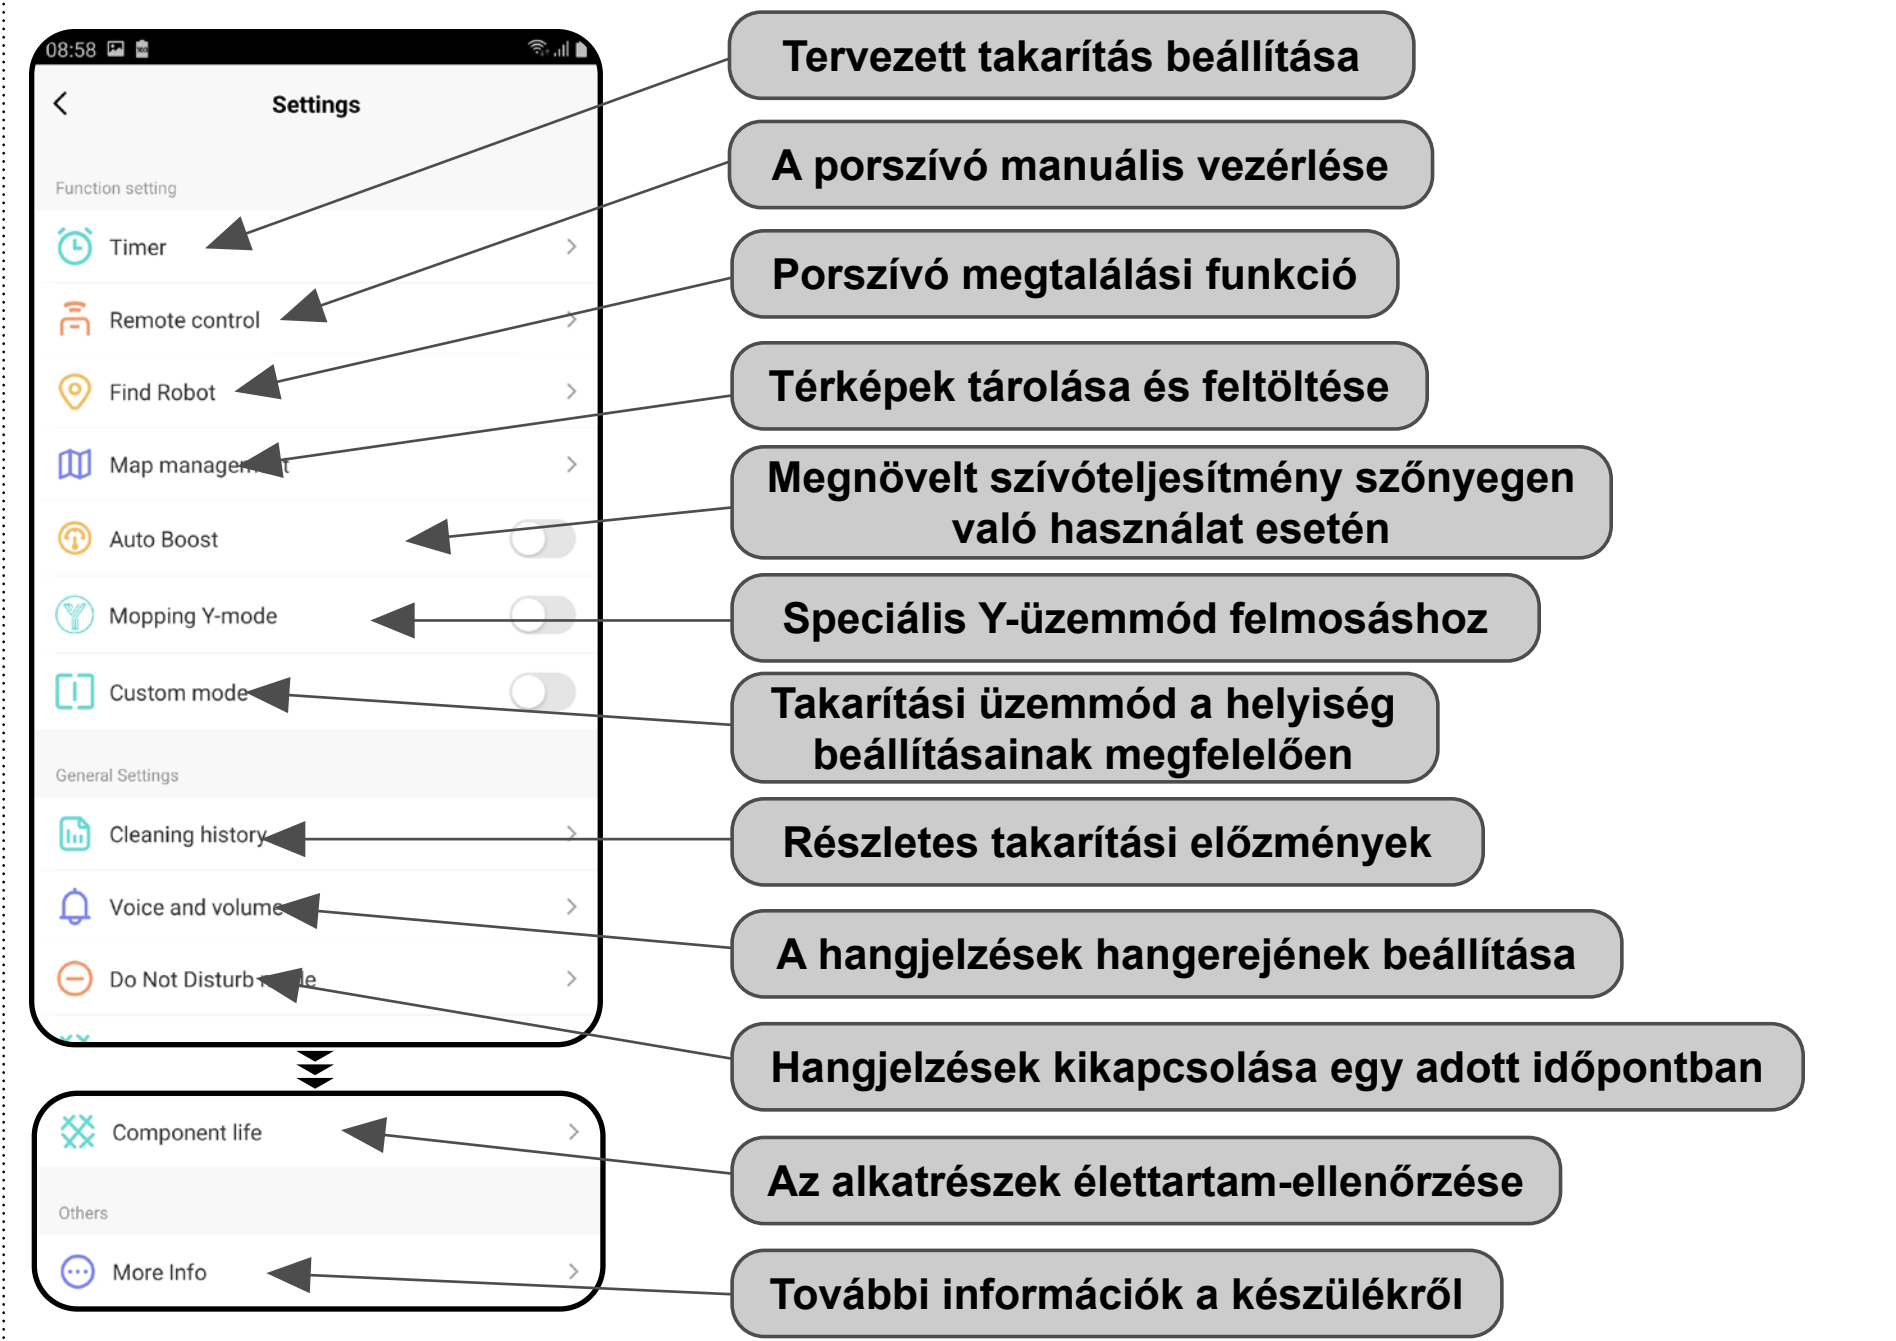 08:58
Settings
Function setting
Timer
Remote control
Find Robot
Map management
Auto Boost
Mopping Y-mode
Custom mode
General Settings
Cleaning history
Voice and volume
Do Not Disturb mode
Component life
Others
More Info
Tervezett takarítás beállítása
A porszívó manuális vezérlése
Porszívó megtalálási funkció
Térképek tárolása és feltöltése
Megnövelt szívóteljesítmény szőnyegen
való használat esetén
Speciális Y-üzemmód felmosáshoz
Takarítási üzemmód a helyiség
beállításainak megfelelően
Részletes takarítási előzmények
A hangjelzések hangerejének beállítása
Hangjelzések kikapcsolása egy adott időpontban
Az alkatrészek élettartam-ellenőrzése
További információk a készülékről